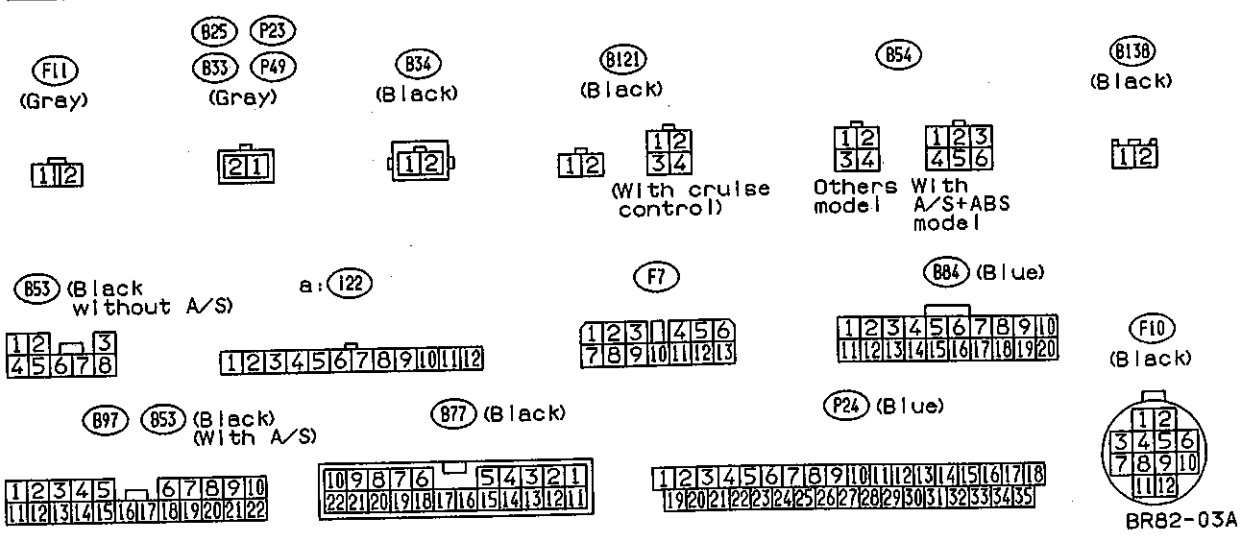 B25 P23
F11 B33 P49 B34 B121 B54 B138
(Gray) (Gray) (Black) (Black) (Black)
1 2
2 1
1 2
1 2
1 2
3 4
(With cruise
control)
1 2
3 4
Others
model
1 2 3
4 5 6
With
A/S+ABS
model
1 2
B53 (Black
without A/S)
1 2 3
4 5 6 7 8
a: i22
1 2 3 4 5 6 7 8 9 10 11 12
F7
1 2 3 4 5 6
7 8 9 10 11 12 13
B84 (Blue)
1 2 3 4 5 6 7 8 9 10
11 12 13 14 15 16 17 18 19 20
F10
(Black)
1 2
3 4 5 6
7 8 9 10
11 12
B97 B53 (Black)
(With A/S)
1 2 3 4 5 6 7 8 9 10
11 12 13 14 15 16 17 18 19 20 21 22
B77 (Black)
10 9 8 7 6 5 4 3 2 1
22 21 20 19 18 17 16 15 14 13 12 11
P24 (Blue)
1 2 3 4 5 6 7 8 9 10 11 12 13 14 15 16 17 18
19 20 21 22 23 24 25 26 27 28 29 30 31 32 33 34 35
BR82-03A